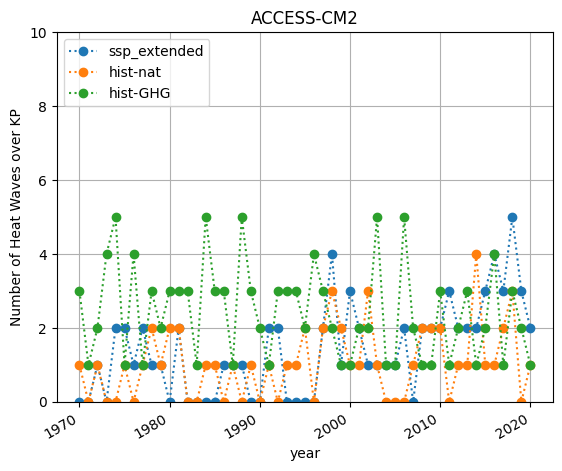 ACCESS-CM2
ssp_extended
hist-nat
hist-GHG
Number of Heat Waves over KP
10
8
6
4
2
0
1970
1980
1990
2000
2010
2020
year